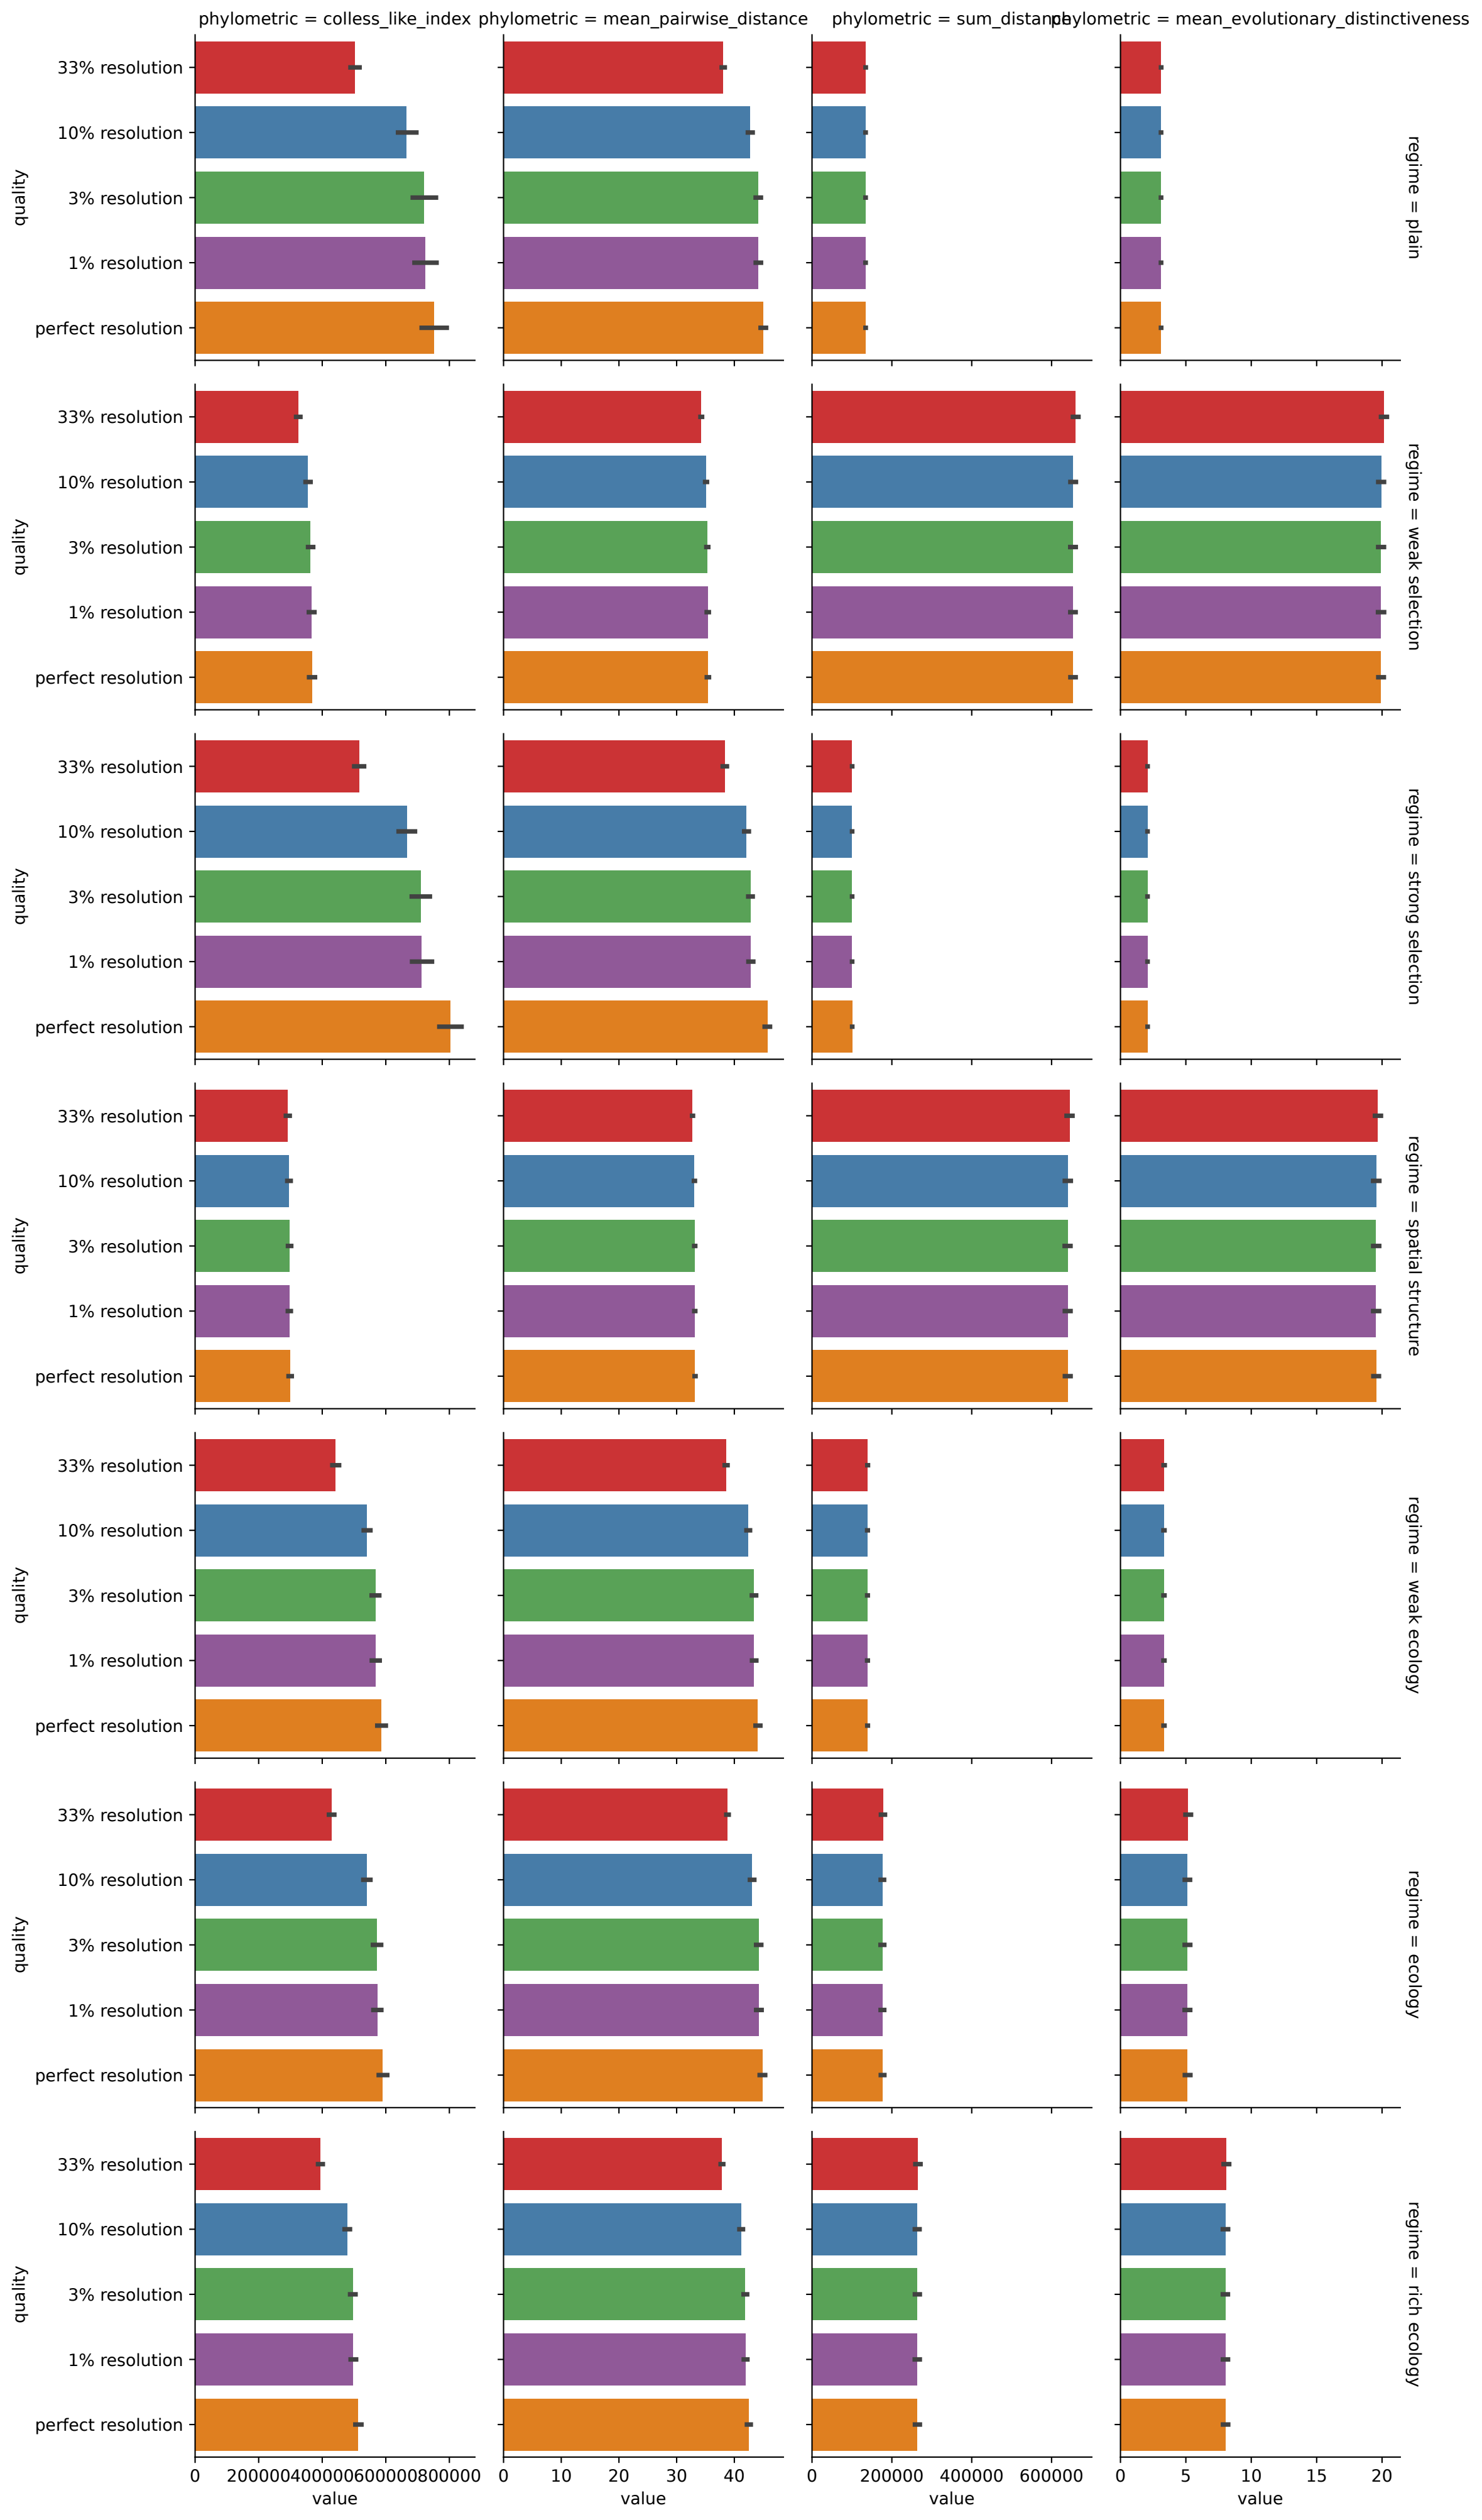 phylometric = colless_like_index
phylometric = mean_pairwise_distance
phylometric = sum_distance
phylometric = mean_evolutionary_distinctiveness
33% resolution
10% resolution
3% resolution
1% resolution
perfect resolution
quality
regime = plain
33% resolution
10% resolution
3% resolution
1% resolution
perfect resolution
quality
regime = weak selection
33% resolution
10% resolution
3% resolution
1% resolution
perfect resolution
quality
regime = strong selection
33% resolution
10% resolution
3% resolution
1% resolution
perfect resolution
quality
regime = spatial structure
33% resolution
10% resolution
3% resolution
1% resolution
perfect resolution
quality
regime = weak ecology
33% resolution
10% resolution
3% resolution
1% resolution
perfect resolution
quality
regime = ecology
33% resolution
10% resolution
3% resolution
1% resolution
perfect resolution
quality
regime = rich ecology
0 200000 400000 600000 800000
0 10 20 30 40
0 200000 400000 600000
0 5 10 15 20
value
value
value
value